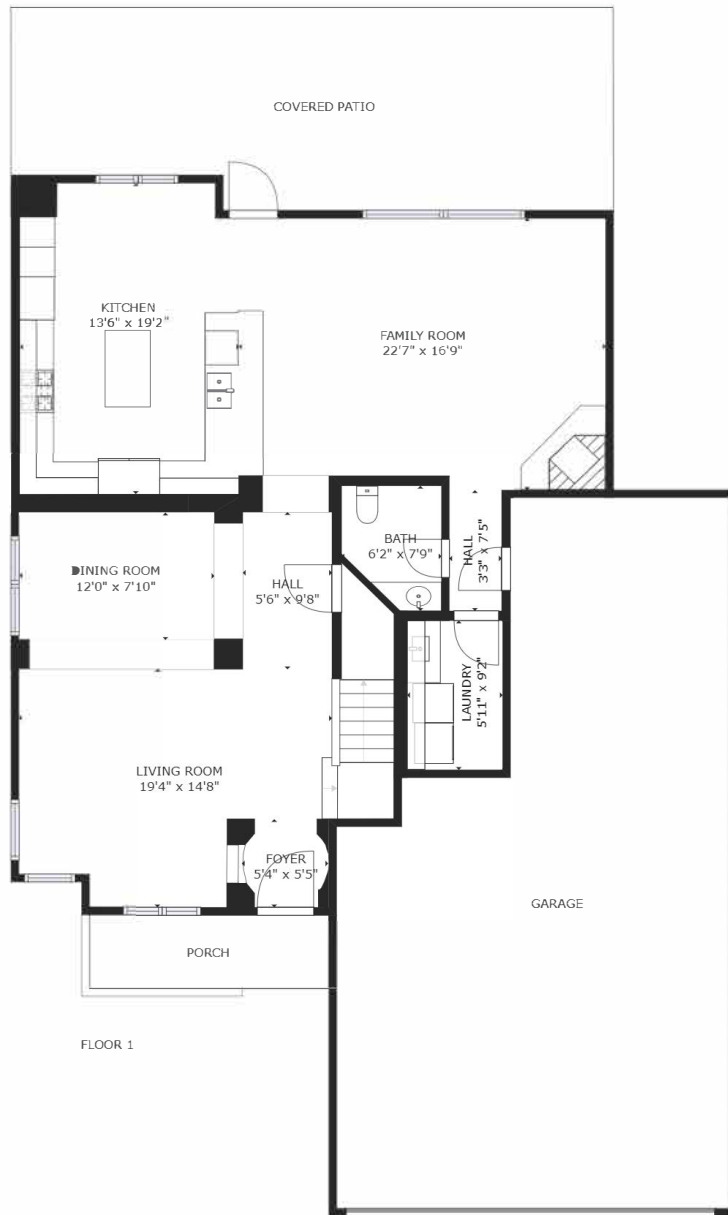 COVERED PATIO
KITCHEN
13'6" x 19'2"
FAMILY ROOM
22'7" x 16'9"
BATH
6'2" x 7'9"
HALL
3'3" x 7'5"
DINING ROOM
12'0" x 7'10"
HALL
5'6" x 9'8"
LAUNDRY
5'11" x 9'2"
LIVING ROOM
19'4" x 14'8"
FOYER
5'4" x 5'5"
GARAGE
PORCH
FLOOR 1